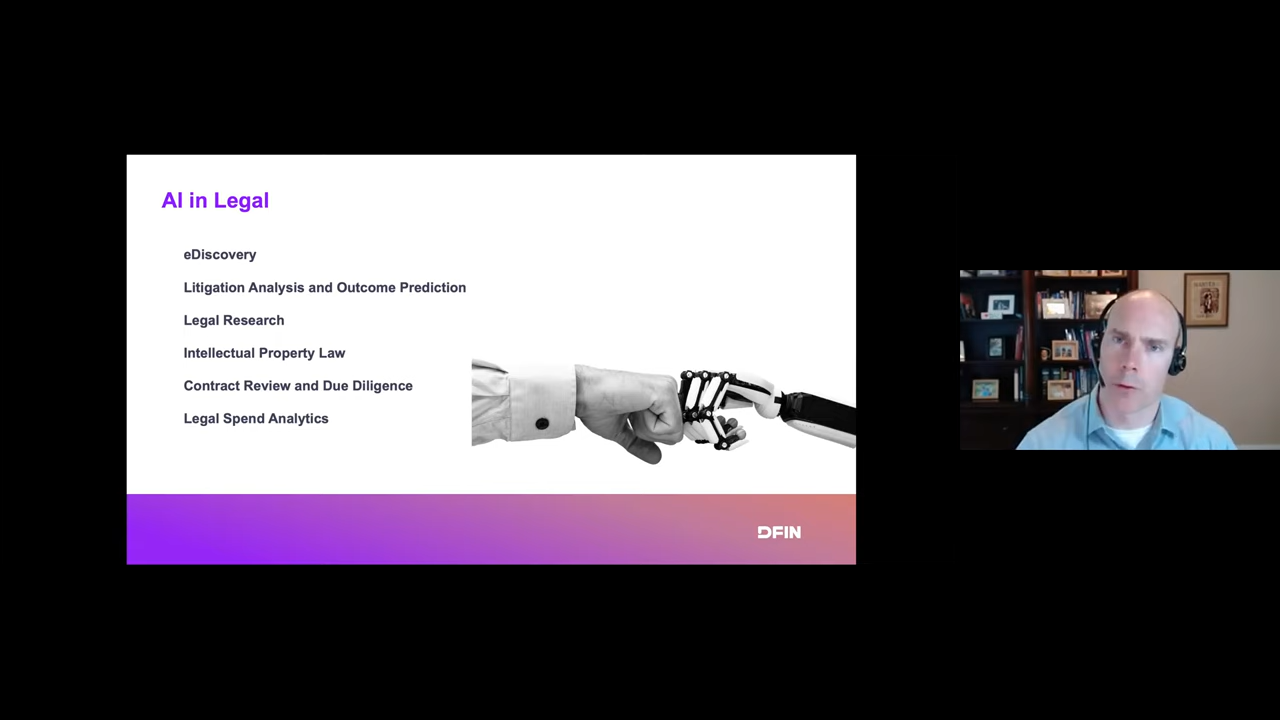 AI in Legal
eDiscovery
Litigation Analysis and Outcome Prediction
Legal Research
Intellectual Property Law
Contract Review and Due Diligence
Legal Spend Analytics
DFIN